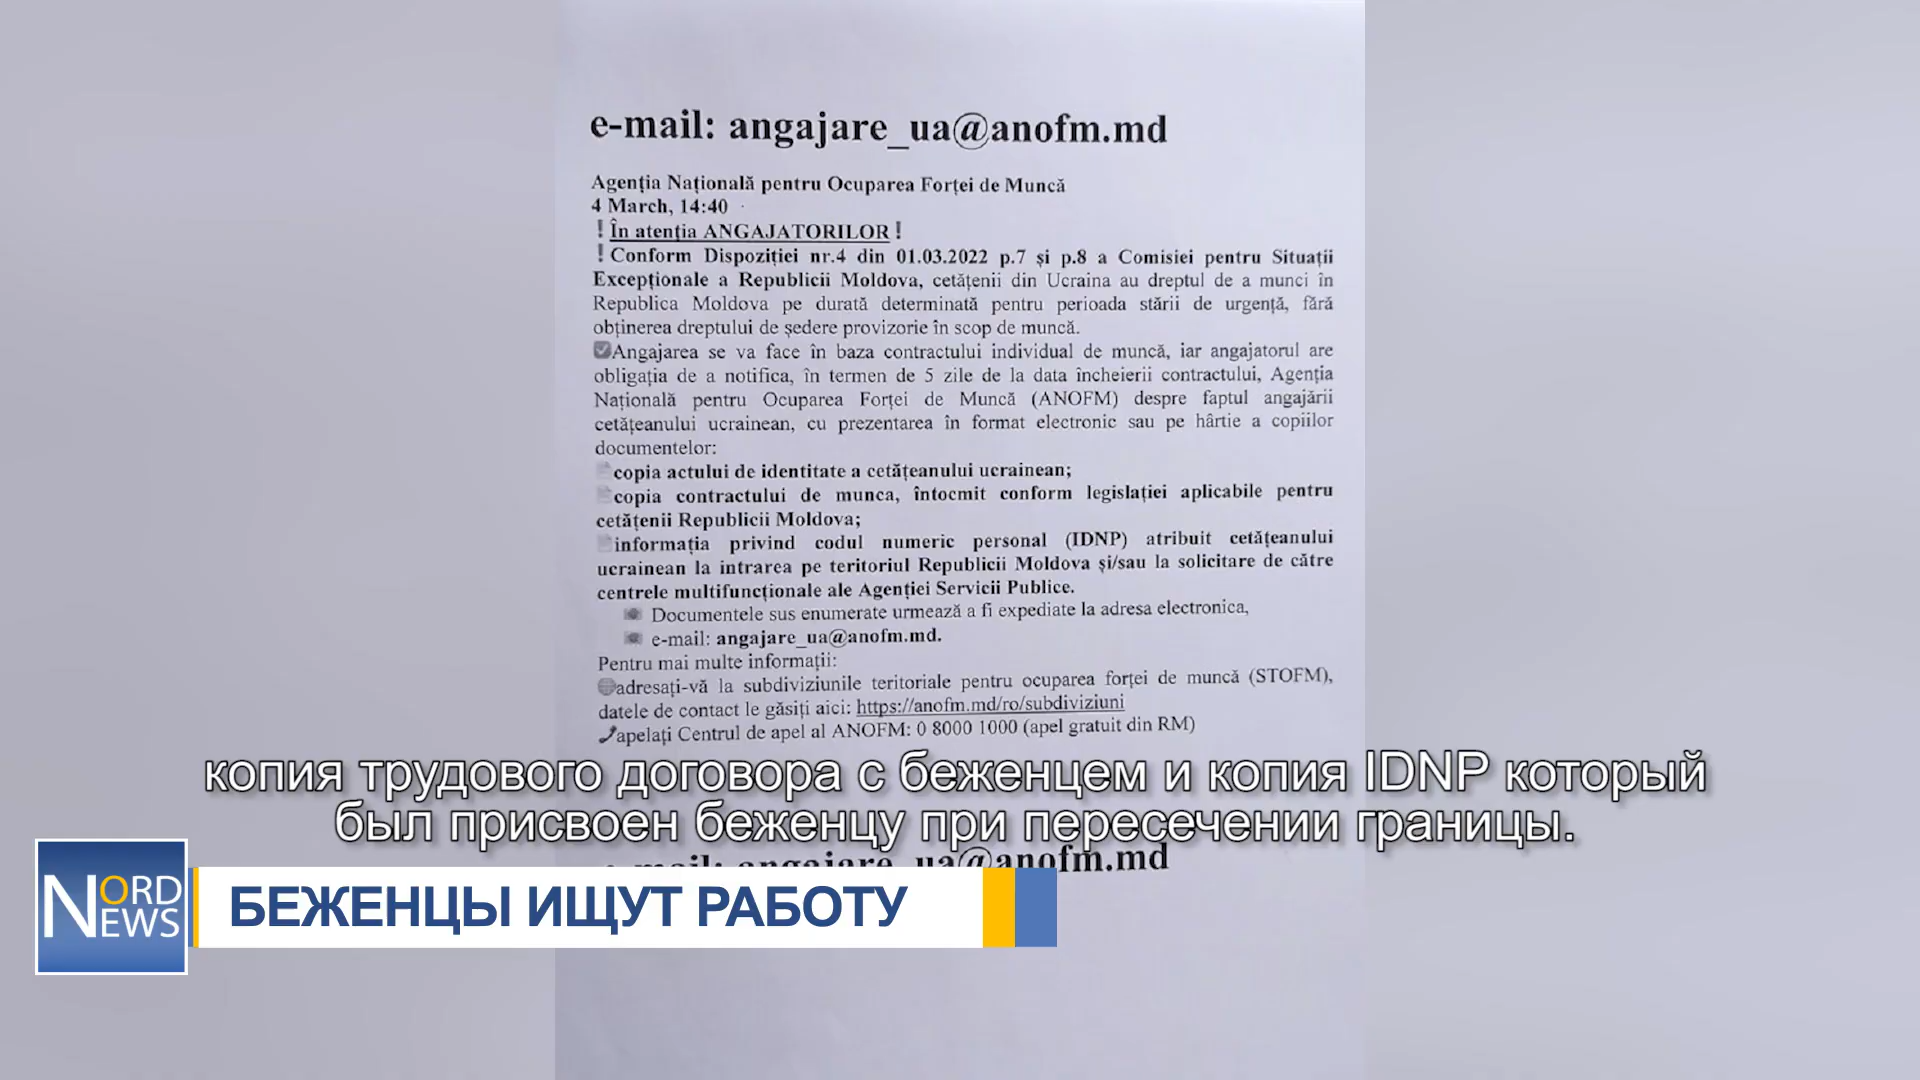 e-mail: angajare_ua@anofm.md
Agenția Națională pentru Ocuparea Forței de Muncă
4 March, 14:40
❗În atenția ANGAJATORILOR❗
❗Conform Dispoziției nr.4 din 01.03.2022 p.7 și p.8 a Comisiei pentru Situații
Excepționale a Republicii Moldova, cetățenii din Ucraina au dreptul de a munci în
Republica Moldova pe durată determinată pentru perioada stării de urgență, fără
obținerea dreptului de ședere provizorie în scop de muncă.
☑Angajarea se va face în baza contractului individual de muncă, iar angajatorul are
obligația de a notifica, în termen de 5 zile de la data încheierii contractului, Agenția
Națională pentru Ocuparea Forței de Muncă (ANOFM) despre faptul angajării
cetățeanului ucrainean, cu prezentarea în format electronic sau pe hârtie a copiilor
documentelor:
copia actului de identitate a cetățeanului ucrainean;
copia contractului de munca, întocmit conform legislației aplicabile pentru
cetățenii Republicii Moldova;
informația privind codul numeric personal (IDNP) atribuit cetățeanului
ucrainean la intrarea pe teritoriul Republicii Moldova și/sau la solicitare de către
centrele multifuncționale ale Agenției Servicii Publice.
Documentele sus enumerate urmează a fi expediate la adresa electronica,
e-mail: angajare_ua@anofm.md.
Pentru mai multe informații:
adresați-vă la subdiviziunile teritoriale pentru ocuparea forței de muncă (STOFM),
datele de contact le găsiți aici: https://anofm.md/ro/subdiviziuni
apelați Centrul de apel al ANOFM: 0 8000 1000 (apel gratuit din RM)
копия трудового договора с беженцем и копия IDNP который
был присвоен беженцу при пересечении границы.
e-mail: angajare_ua@anofm.md
NORD
NEWS
БЕЖЕНЦЫ ИЩУТ РАБОТУ